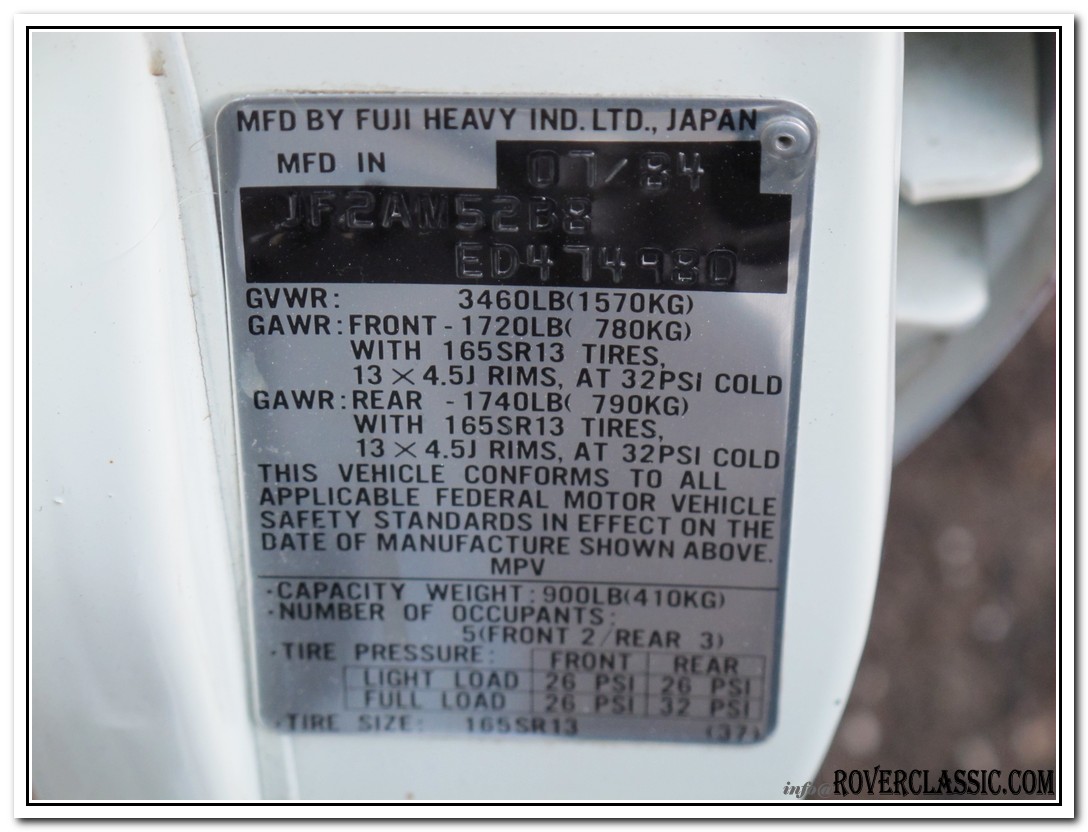 MFD BY FUJI HEAVY IND. LTD., JAPAN
MFD IN 07/84
JF2AM52B8
ED474980
GVWR: 3460LB(1570KG)
GAWR:FRONT-1720LB( 780KG)
WITH 165SR13 TIRES,
13 × 4.5J RIMS, AT 32PSI COLD
GAWR:REAR -1740LB( 790KG)
WITH 165SR13 TIRES,
13 × 4.5J RIMS, AT 32PSI COLD
THIS VEHICLE CONFORMS TO ALL
APPLICABLE FEDERAL MOTOR VEHICLE
SAFETY STANDARDS IN EFFECT ON THE
DATE OF MANUFACTURE SHOWN ABOVE.
MPV
·CAPACITY WEIGHT:900LB(410KG)
·NUMBER OF OCCUPANTS:
5(FRONT 2/REAR 3)
·TIRE PRESSURE: FRONT REAR
LIGHT LOAD 26 PSI 26 PSI
FULL LOAD 26 PSI 32 PSI
·TIRE SIZE: 165SR13 (37)
info@ROVERCLASSIC.COM